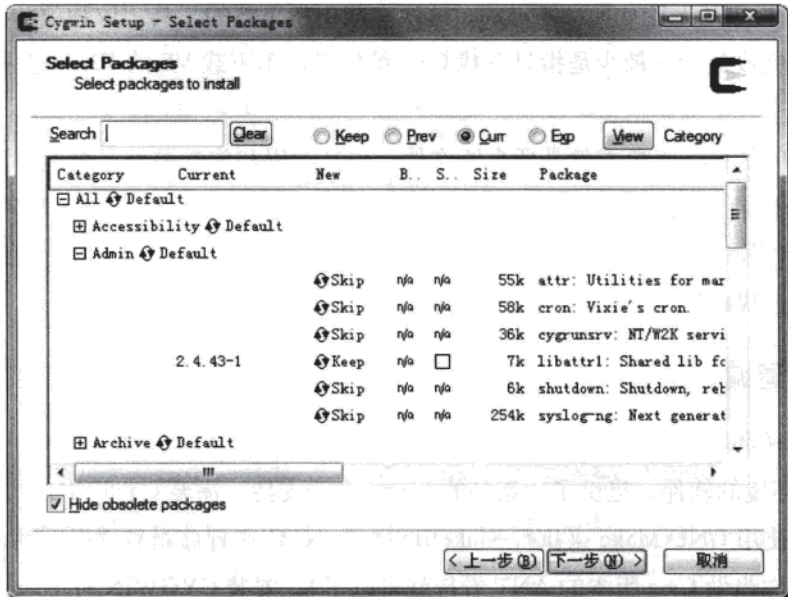 Cygwin Setup - Select Packages
Select Packages
Select packages to install
Search Clear Keep Prev Curr Exp View Category
Category Current New B.. S.. Size Package
All Default
Accessibility Default
Admin Default
Skip n/a n/a 55k attr: Utilities for mar
Skip n/a n/a 58k cron: Vixie's cron.
Skip n/a n/a 36k cygrunsrv: NT/W2K servi
2.4.43-1 Keep n/a 7k libattr1: Shared lib fc
Skip n/a n/a 6k shutdown: Shutdown, reb
Skip n/a n/a 254k syslog-ng: Next generat
Archive Default
Hide obsolete packages
< 上一步(B) 下一步(N) > 取消